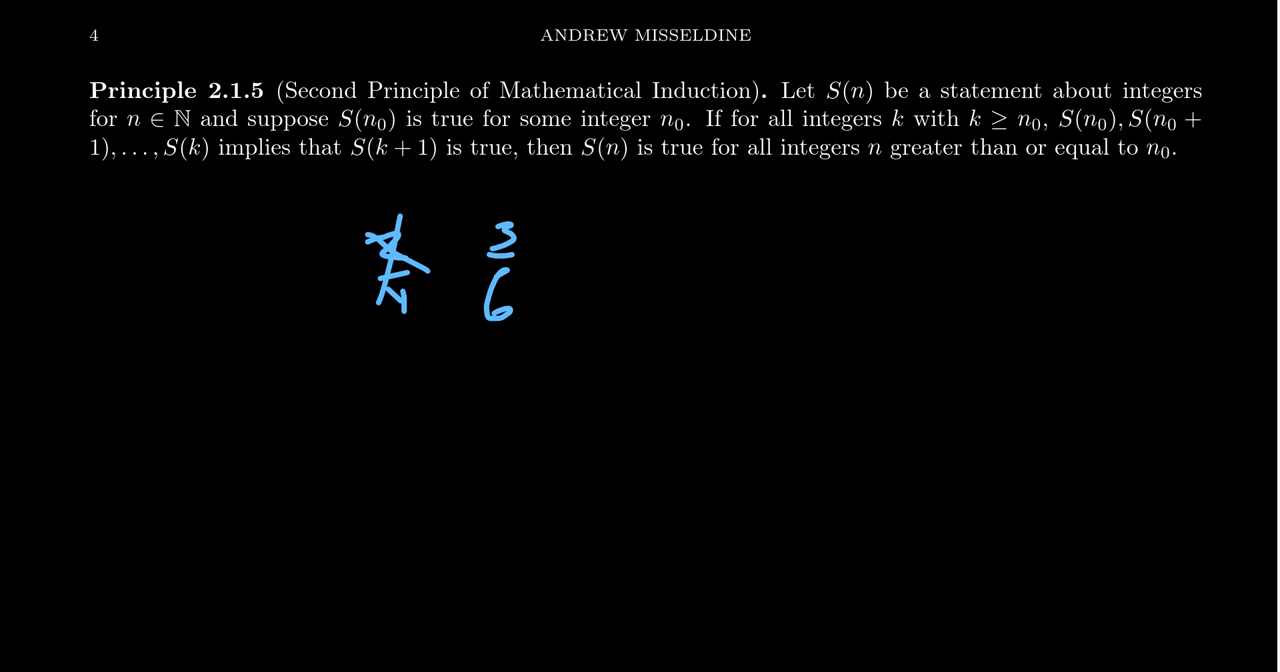 4 ANDREW MISSELDINE
Principle 2.1.5 (Second Principle of Mathematical Induction). Let S(n) be a statement about integers
for n ∈ ℕ and suppose S(n₀) is true for some integer n₀. If for all integers k with k ≥ n₀, S(n₀), S(n₀ +
1), . . . , S(k) implies that S(k + 1) is true, then S(n) is true for all integers n greater than or equal to n₀.
3
6